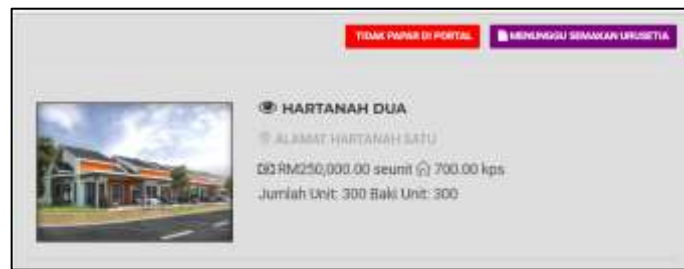 TIDAK PAPAR DI PORTAL
MENUNGGU SEMAKAN URUSETIA
HARTANAH DUA
ALAMAT HARTANAH SATU
RM250,000.00 seunit 700.00 kps
Jumlah Unit: 300 Baki Unit: 300